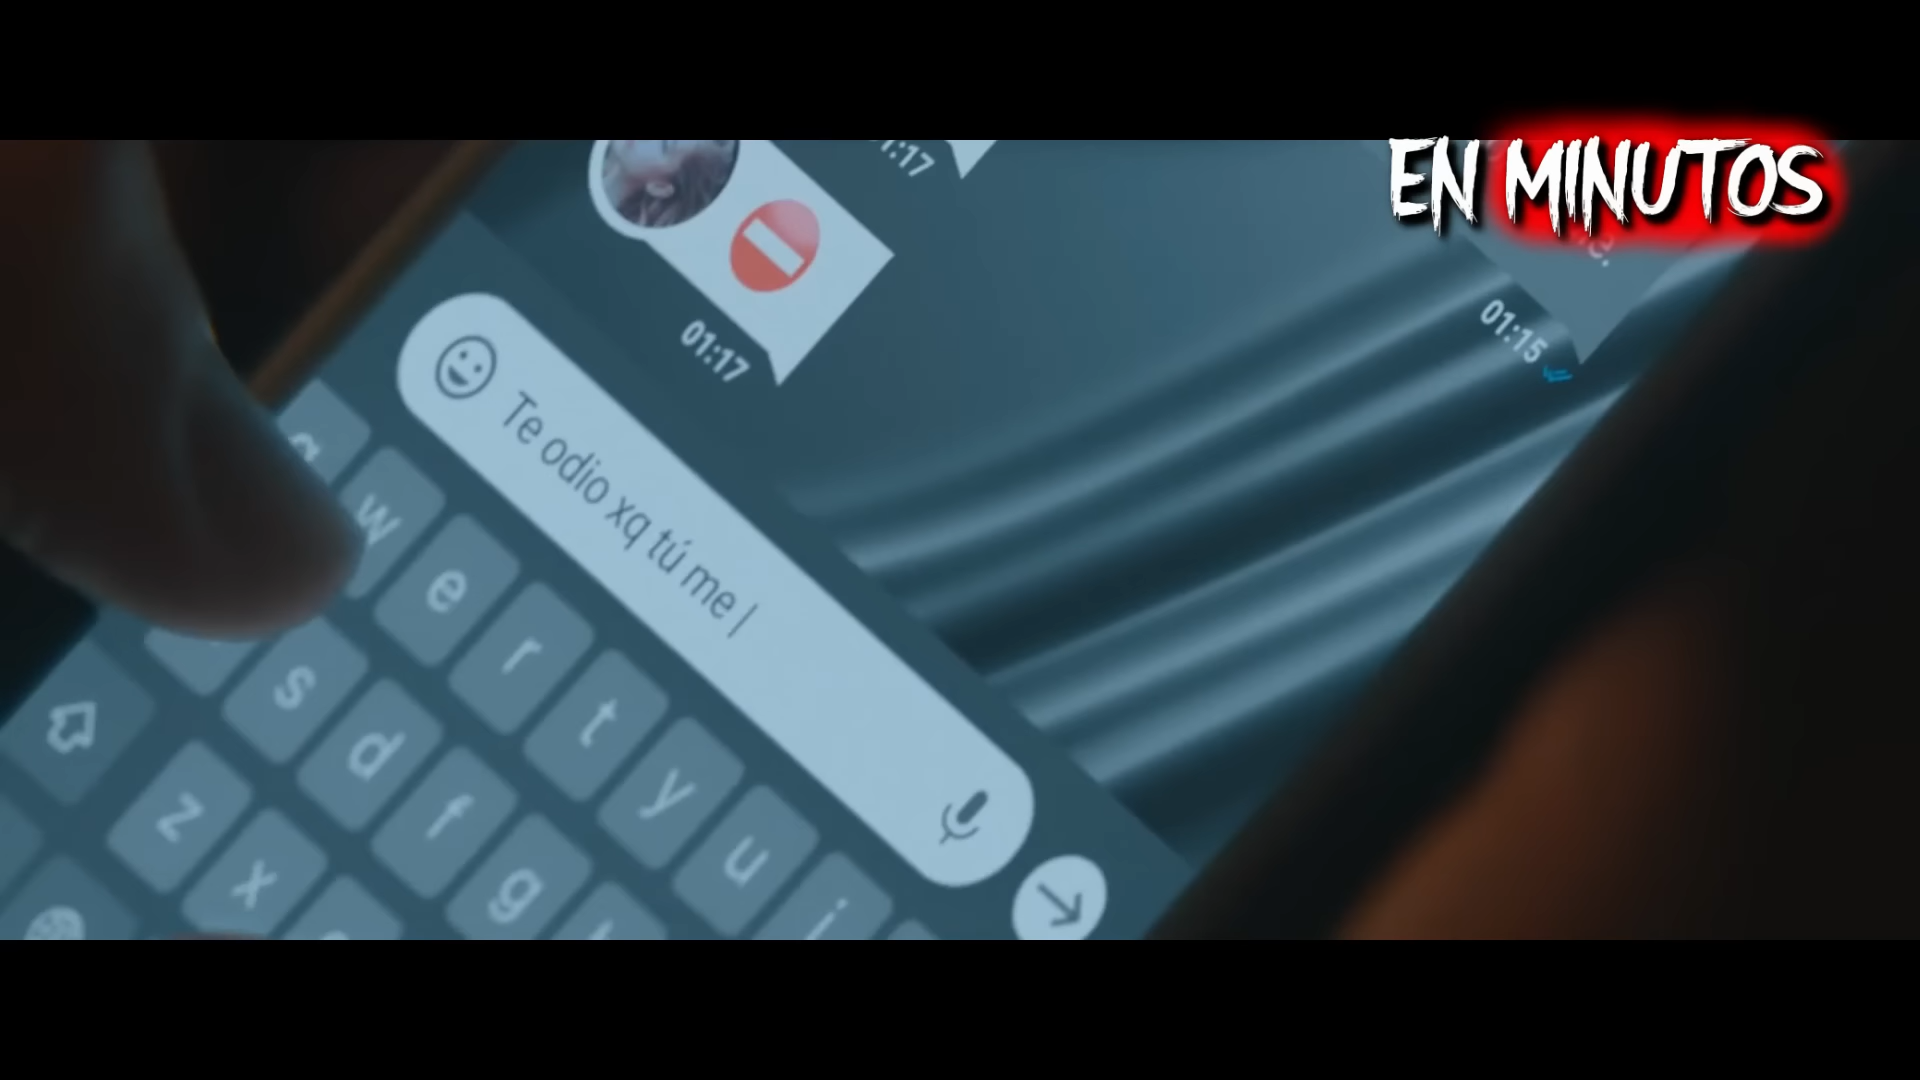 EN MINUTOS
01:17
01:17
01:15
Te odio xq tú me
w e r t y u i
s d f g
z x